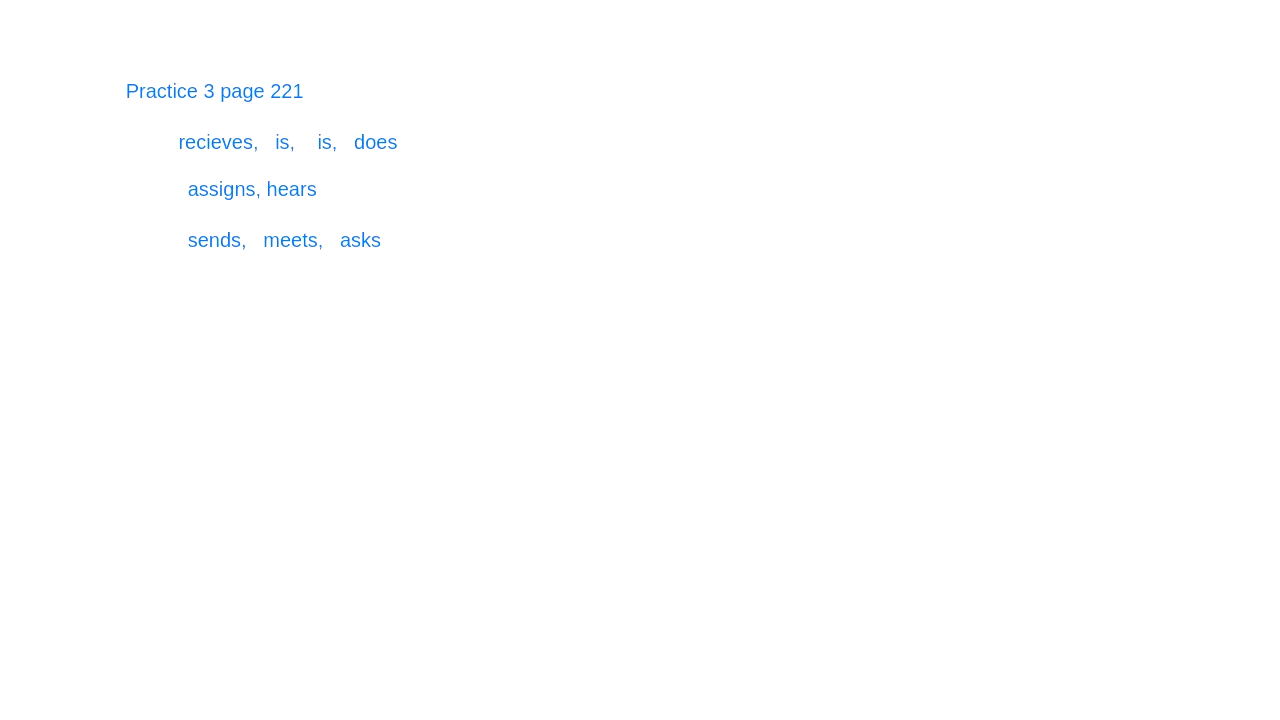 Practice 3 page 221
recieves, is, is, does
assigns, hears
sends, meets, asks